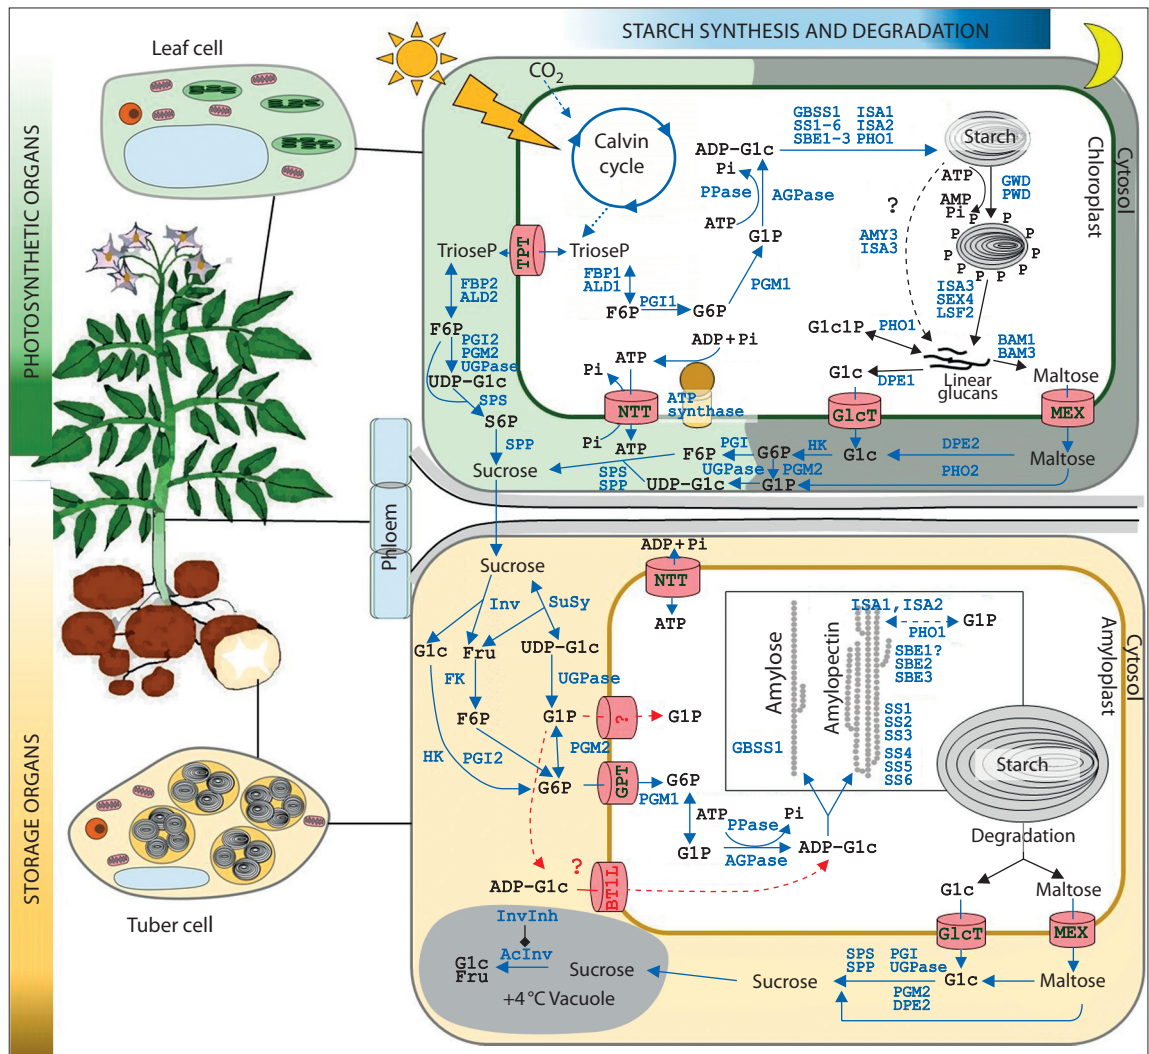 STARCH SYNTHESIS AND DEGRADATION
Leaf cell
PHOTOSYNTHETIC ORGANS
STORAGE ORGANS
Tuber cell
Phloem
CO2
Calvin
cycle
TrioseP
TPT
TrioseP
FBP2
ALD2
F6P
PGI2
PGM2
UGPase
UDP-G1c
SPS
S6P
SPP
Sucrose
FBP1
ALD1
F6P
PGI1
G6P
PGM1
G1P
ATP
PPase
AGPase
Pi
ADP-G1c
GBSS1 ISA1
SS1-6 ISA2
SBE1-3 PHO1
Starch
Chloroplast
Cytosol
ATP
AMP
Pi
GWD
PWD
P
P
P
P
P
P
P
P
P
P
?
AMY3
ISA3
ISA3
SEX4
LSF2
G1c1P
PHO1
G1c
DPE1
Linear
glucans
BAM1
BAM3
Maltose
ADP+Pi
ATP
Pi
ATP
synthase
NTT
GlcT
MEX
Pi
ATP
SPS
SPP
F6P
PGI
G6P
HK
G1c
DPE2
Maltose
UGPase
PGM2
PHO2
UDP-G1c
G1P
Sucrose
Inv
SuSy
G1c
Fru
UDP-G1c
FK
UGPase
F6P
G1P
?
G1P
HK
PGI2
PGM2
G6P
GPT
G6P
PGM1
ADP+Pi
NTT
ATP
Amylose
Amylopectin
ISA1,ISA2
PHO1
G1P
SBE1?
SBE2
SBE3
SS1
SS2
SS3
SS4
SS5
SS6
GBSS1
Starch
Amyloplast
Cytosol
ATP
PPase
Pi
G1P
AGPase
ADP-G1c
ADP-G1c
?
BT1L
Degradation
G1c
Maltose
GlcT
MEX
SPS PGI
SPP UGPase
Sucrose
G1c
Maltose
PGM2
DPE2
InvInh
AcInv
G1c
Fru
Sucrose
+4 °C Vacuole